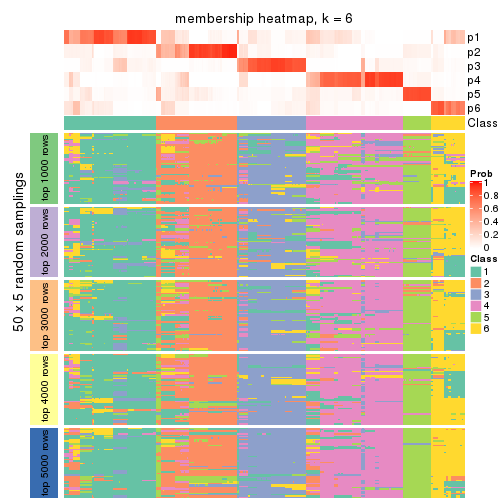 membership heatmap, k = 6
p1
p2
p3
p4
p5
p6
Class
50 x 5 random samplings
top 1000 rows
top 2000 rows
top 3000 rows
top 4000 rows
top 5000 rows
Prob
1
0.8
0.6
0.4
0.2
0
Class
1
2
3
4
5
6